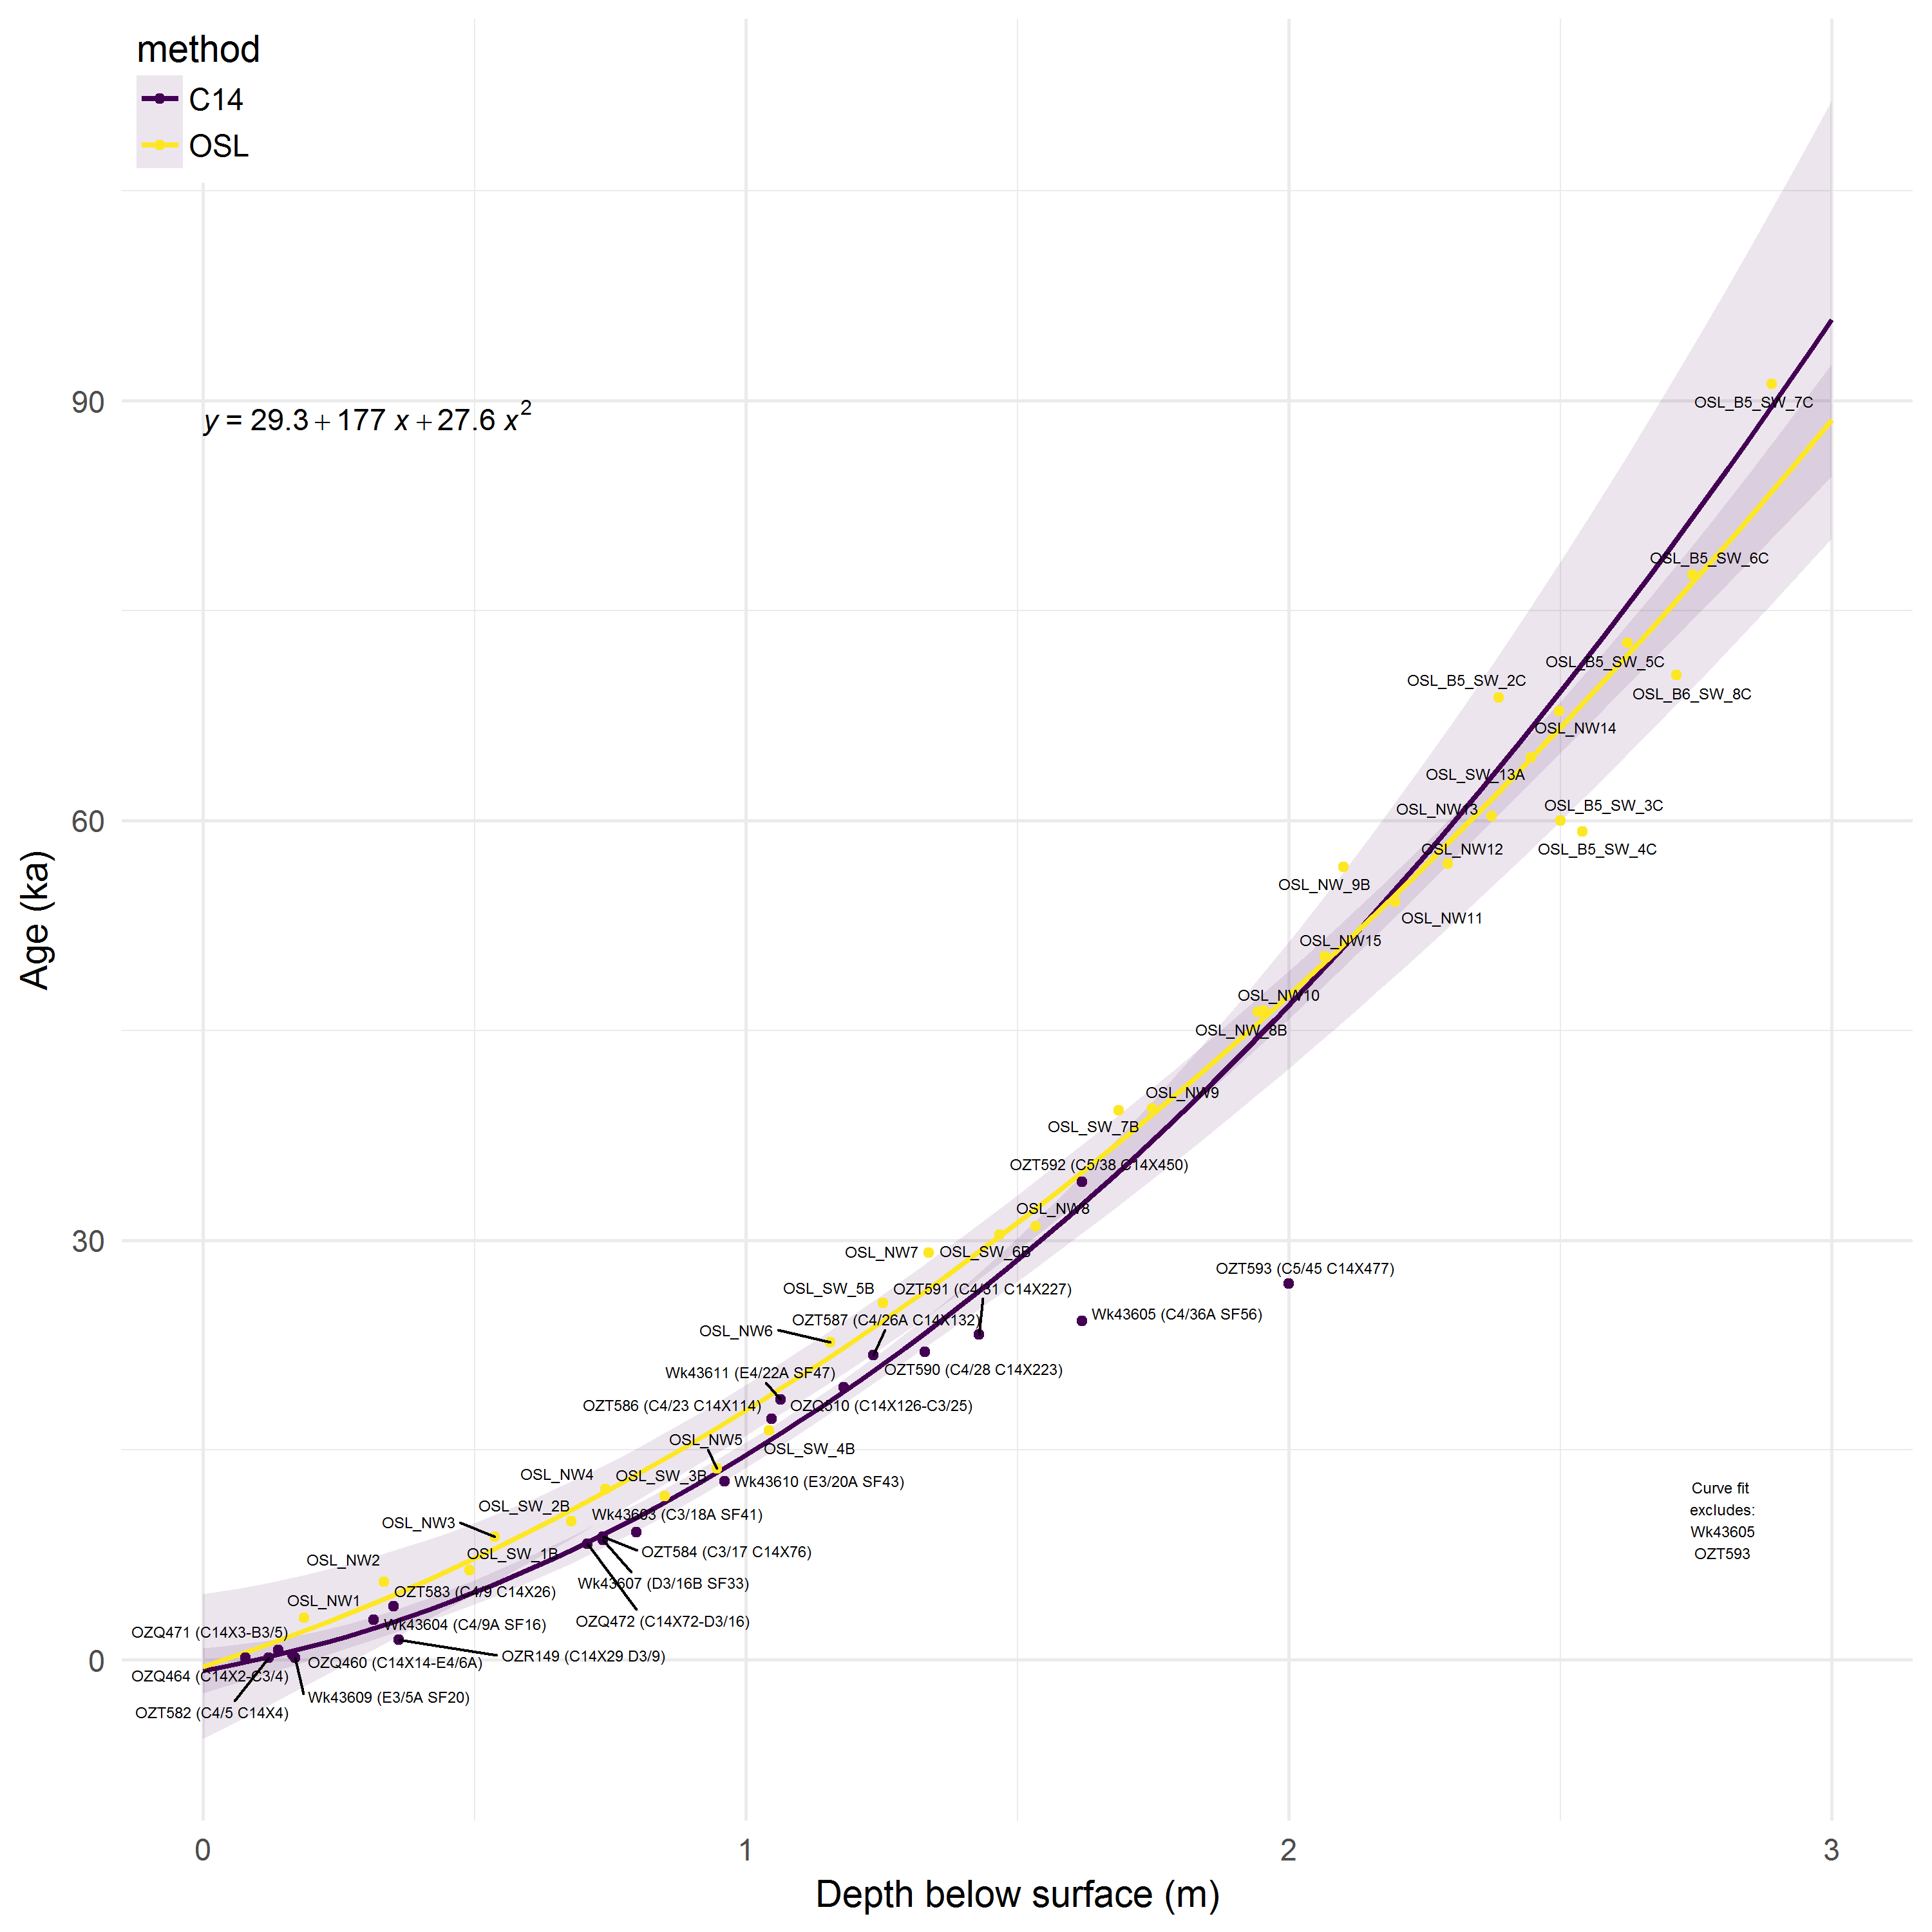 method
C14
OSL
y = 29.3 + 177 x + 27.6 x²
Age (ka)
90
60
30
0
OSL_B5_SW_7C
OSL_B5_SW_6C
OSL_B5_SW_5C
OSL_B5_SW_2C
OSL_B6_SW_8C
OSL_NW14
OSL_SW_13A
OSL_NW13
OSL_B5_SW_3C
OSL_NW12
OSL_B5_SW_4C
OSL_NW_9B
OSL_NW11
OSL_NW15
OSL_NW10
OSL_NW_8B
OSL_NW9
OSL_SW_7B
OZT592 (C5/38 C14X450)
OSL_NW8
OSL_NW7
OSL_SW_6B
OZT593 (C5/45 C14X477)
OSL_SW_5B
OZT591 (C4/31 C14X227)
Wk43605 (C4/36A SF56)
OZT587 (C4/26A C14X132)
OSL_NW6
OZT590 (C4/28 C14X223)
Wk43611 (E4/22A SF47)
OZT586 (C4/23 C14X114)
OZQ510 (C14X126-C3/25)
OSL_NW5
OSL_SW_4B
OSL_NW4
OSL_SW_3B
Wk43610 (E3/20A SF43)
OSL_SW_2B
Wk43603 (C3/18A SF41)
OSL_NW3
OSL_SW_1B
OZT584 (C3/17 C14X76)
OSL_NW2
Wk43607 (D3/16B SF33)
OZT583 (C4/9 C14X26)
OSL_NW1
OZQ472 (C14X72-D3/16)
Wk43604 (C4/9A SF16)
OZQ471 (C14X3-B3/5)
OZR149 (C14X29 D3/9)
OZQ460 (C14X14-E4/6A)
OZQ464 (C14X2-C3/4)
Wk43609 (E3/5A SF20)
OZT582 (C4/5 C14X4)
Curve fit
excludes:
Wk43605
OZT593
0
1
2
3
Depth below surface (m)